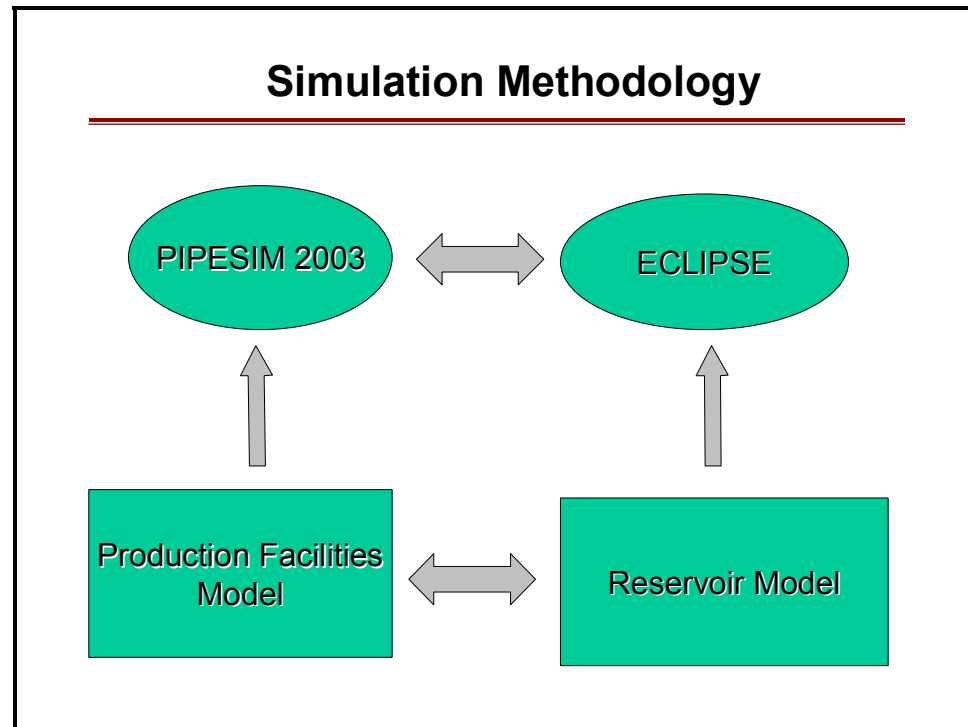 Simulation Methodology
PIPESIM 2003
ECLIPSE
Production Facilities
Model
Reservoir Model